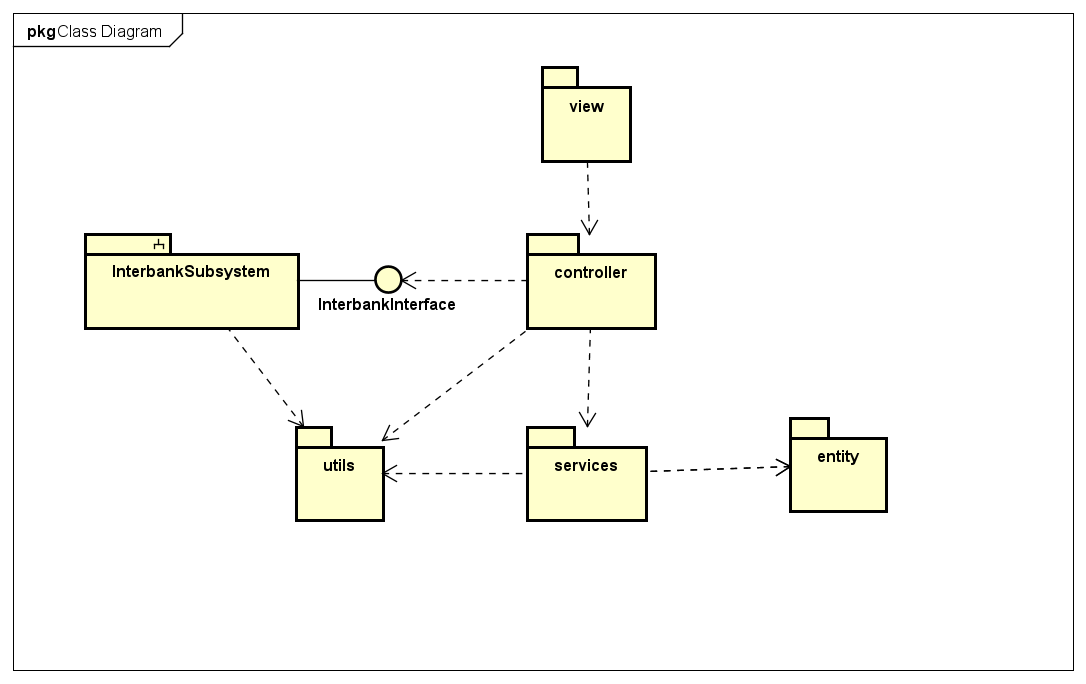 pkgClass Diagram
view
InterbankSubsystem
controller
InterbankInterface
utils
services
entity